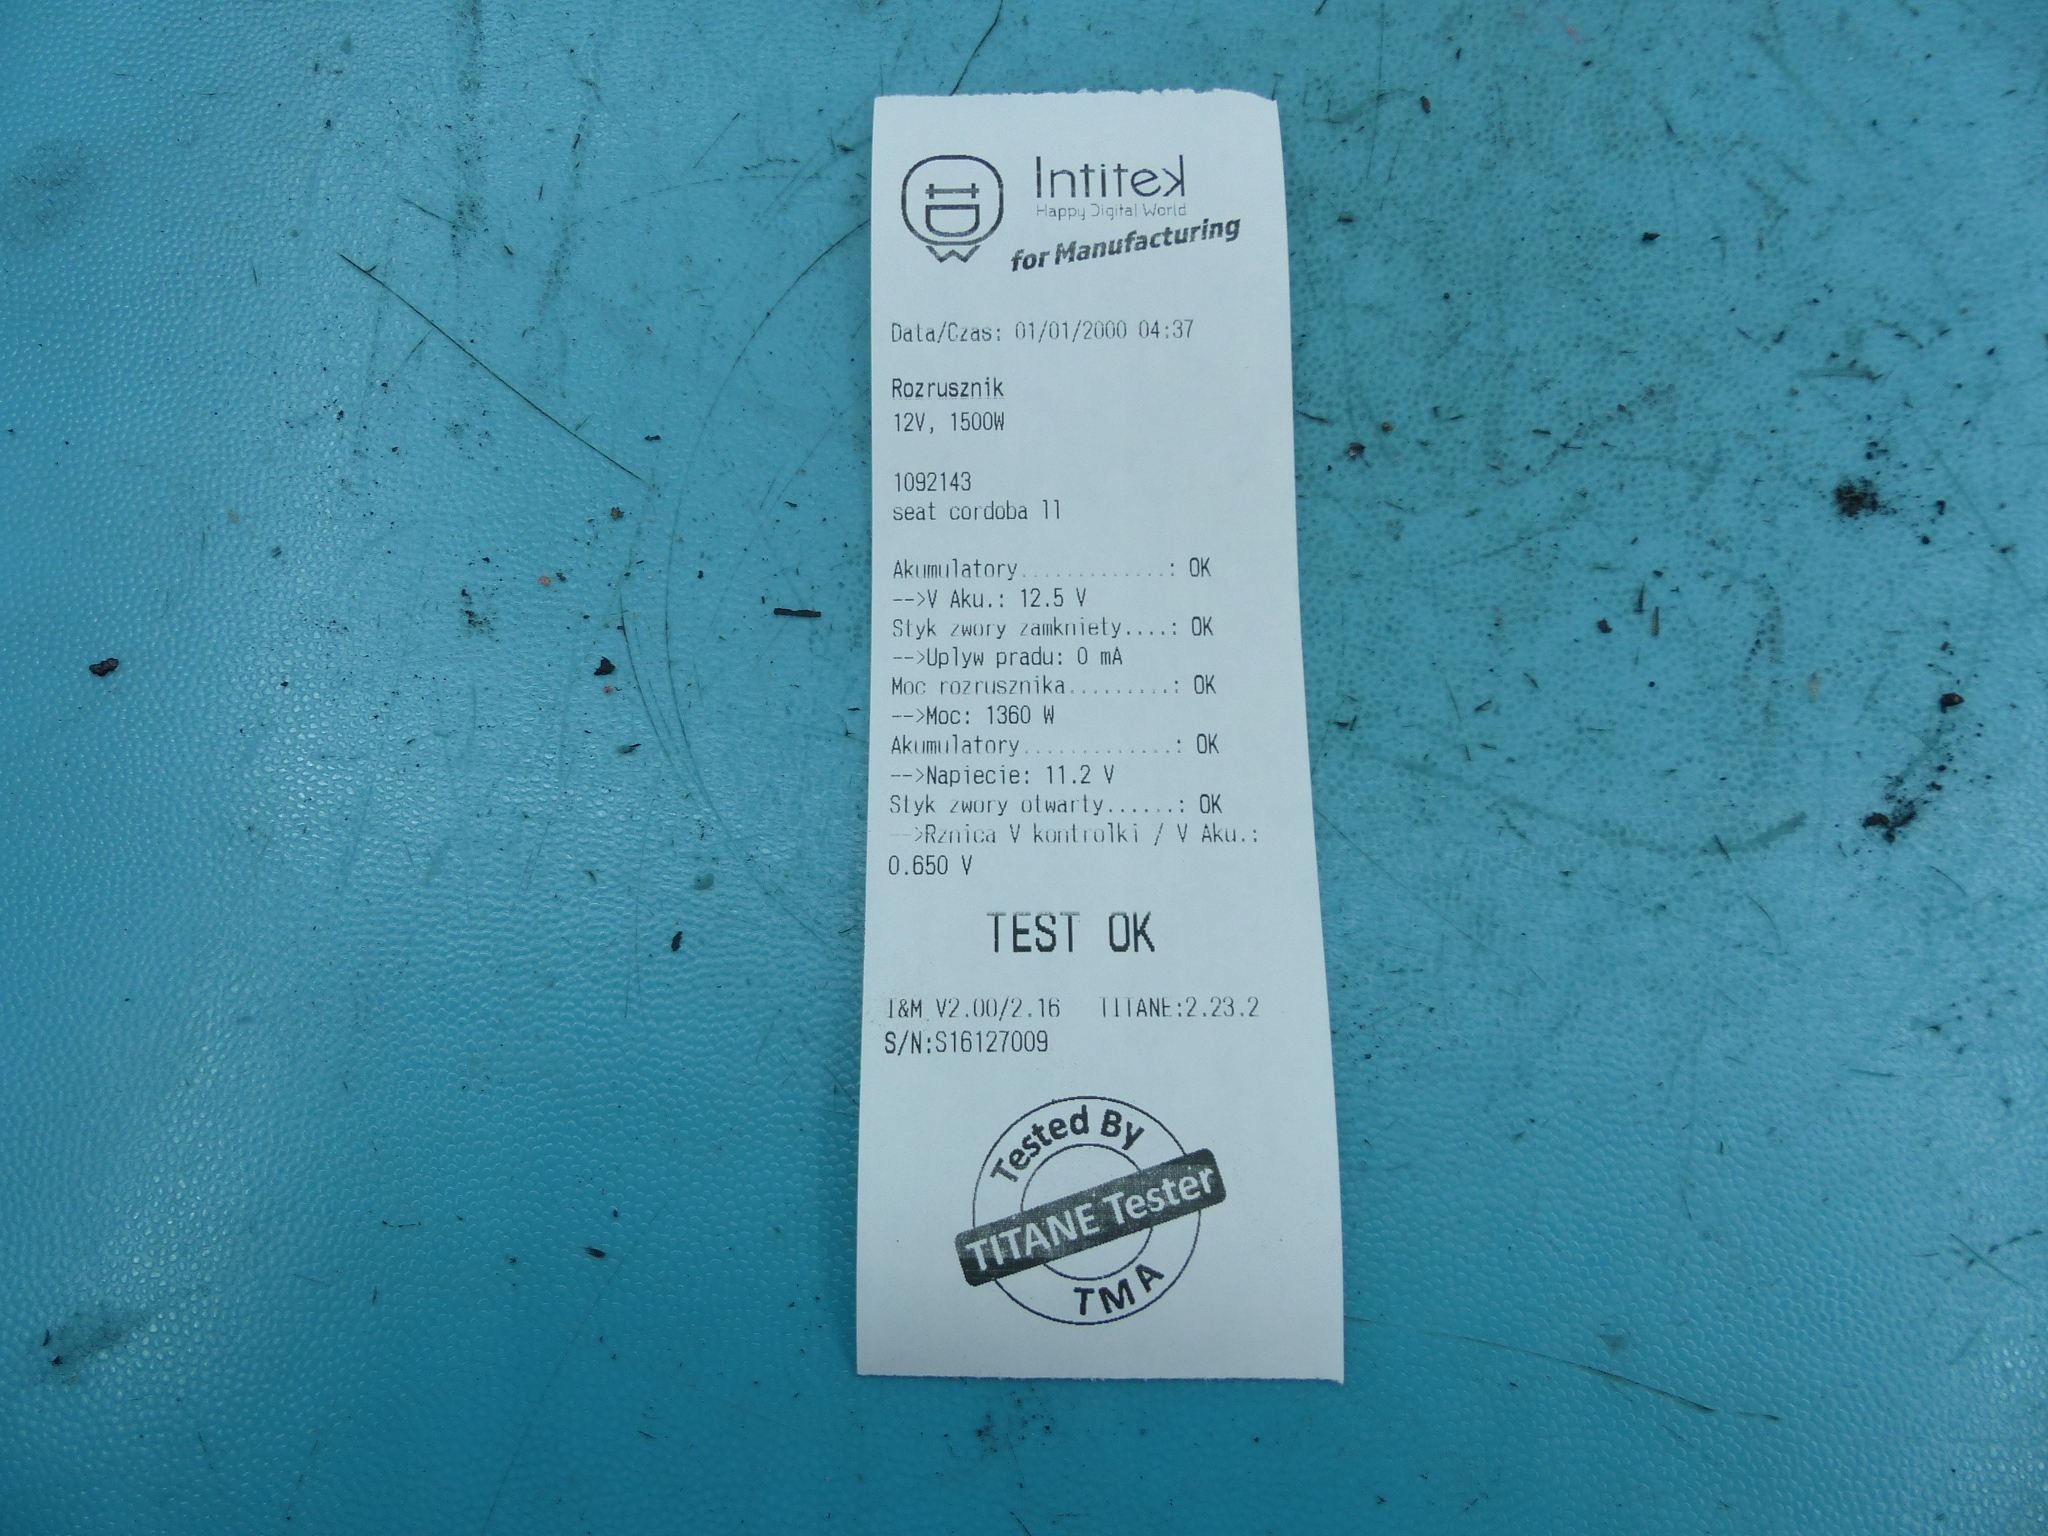 Intitek
Happy Digital World
for Manufacturing
Data/Czas: 01/01/2000 04:37
Rozrusznik
12V, 1500W
1092143
seat cordoba ll
Akumulatory.............: OK
-->V Aku.: 12.5 V
Styk zwory zamkniety....: OK
-->Uplyw pradu: 0 mA
Moc rozrusznika.........: OK
-->Moc: 1360 W
Akumulatory.............: OK
-->Napiecie: 11.2 V
Styk zwory otwarty......: OK
-->Rznica V kontrolki / V Aku.:
0.650 V
TEST OK
I&M V2.00/2.16 TITANE:2.23.2
S/N:S16127009
Tested By
TITANE Tester
TMA